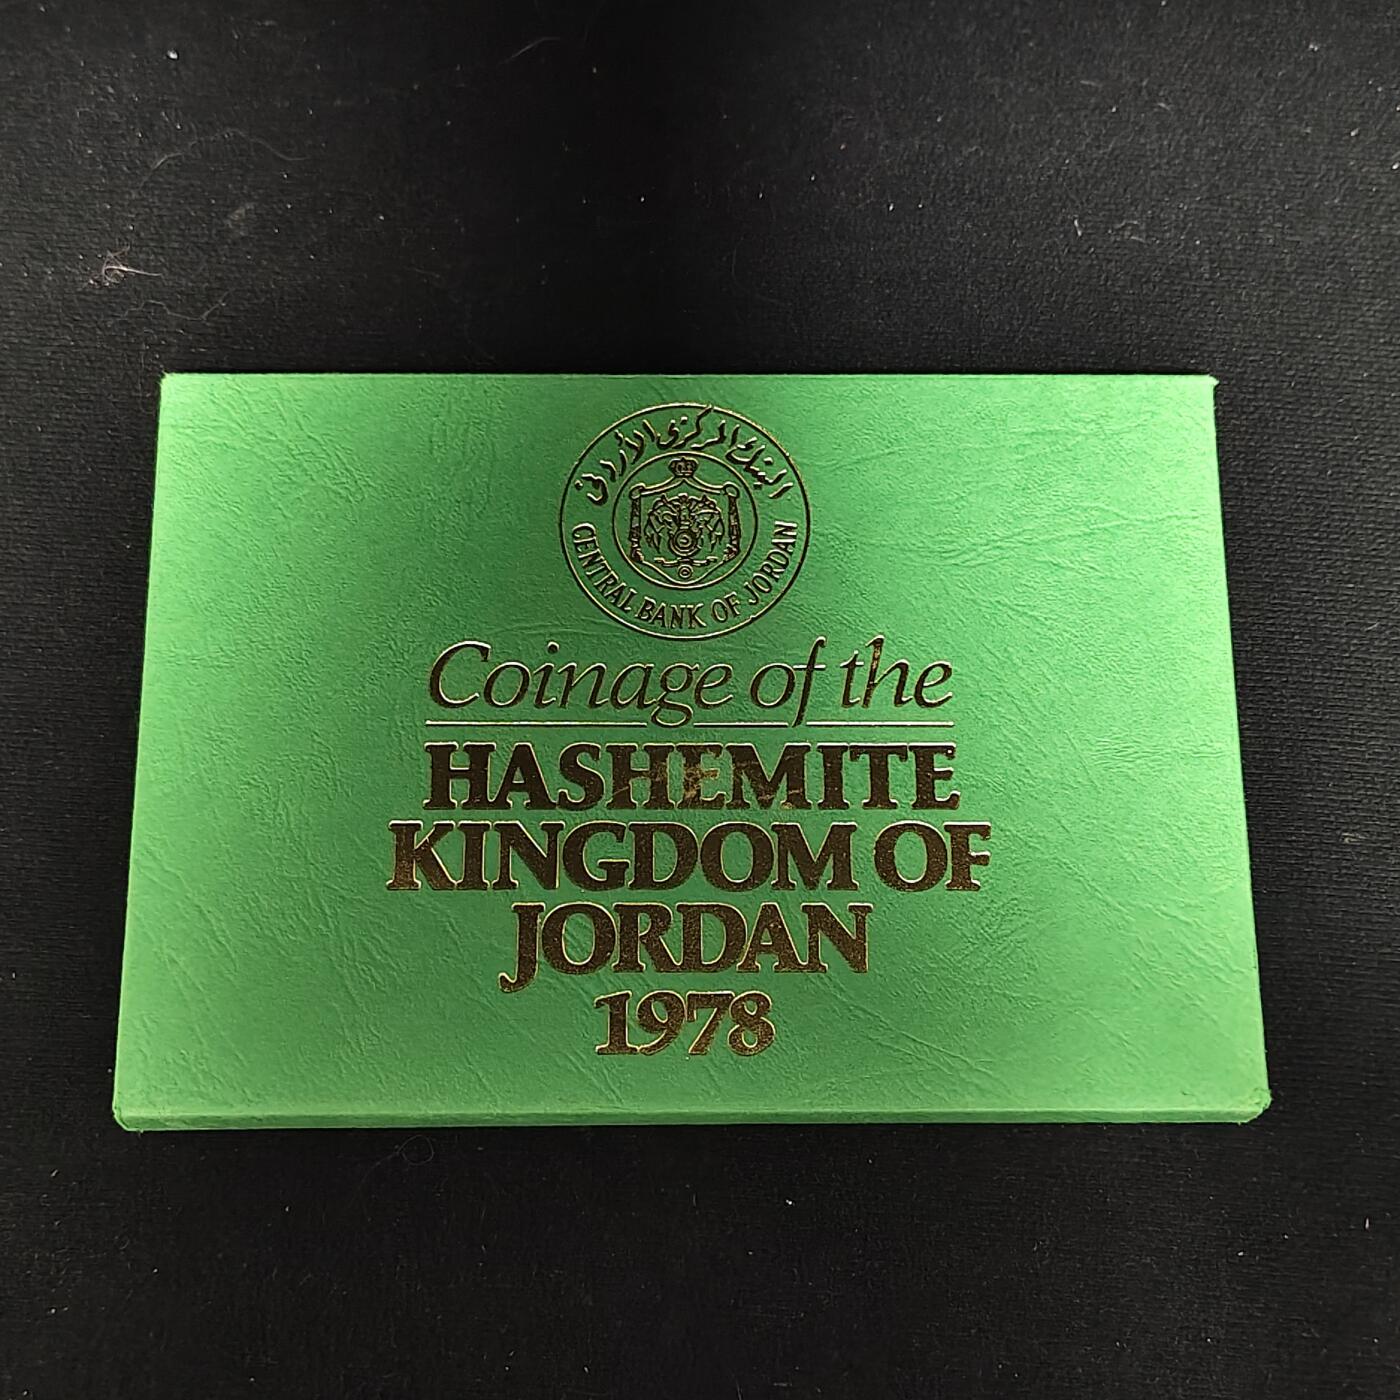 البنك المركزي الأردني
CENTRAL BANK OF JORDAN
Coinage of the
HASHEMITE
KINGDOM OF
JORDAN
1978